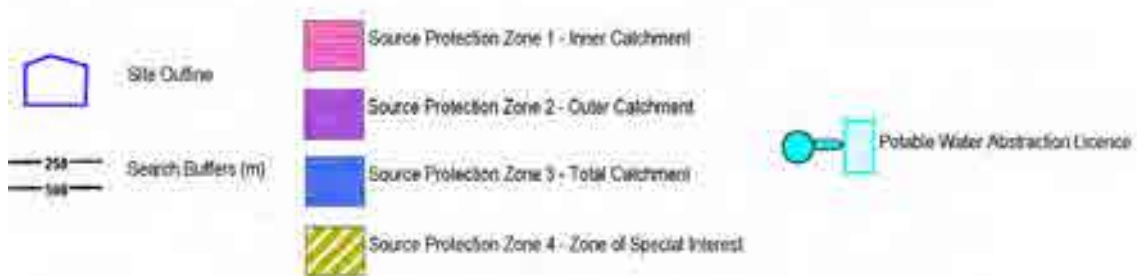 Site Outline
250
500
Search Buffers (m)
Source Protection Zone 1 - Inner Catchment
Source Protection Zone 2 - Outer Catchment
Source Protection Zone 3 - Total Catchment
Source Protection Zone 4 - Zone of Special Interest
Potable Water Abstraction Licence